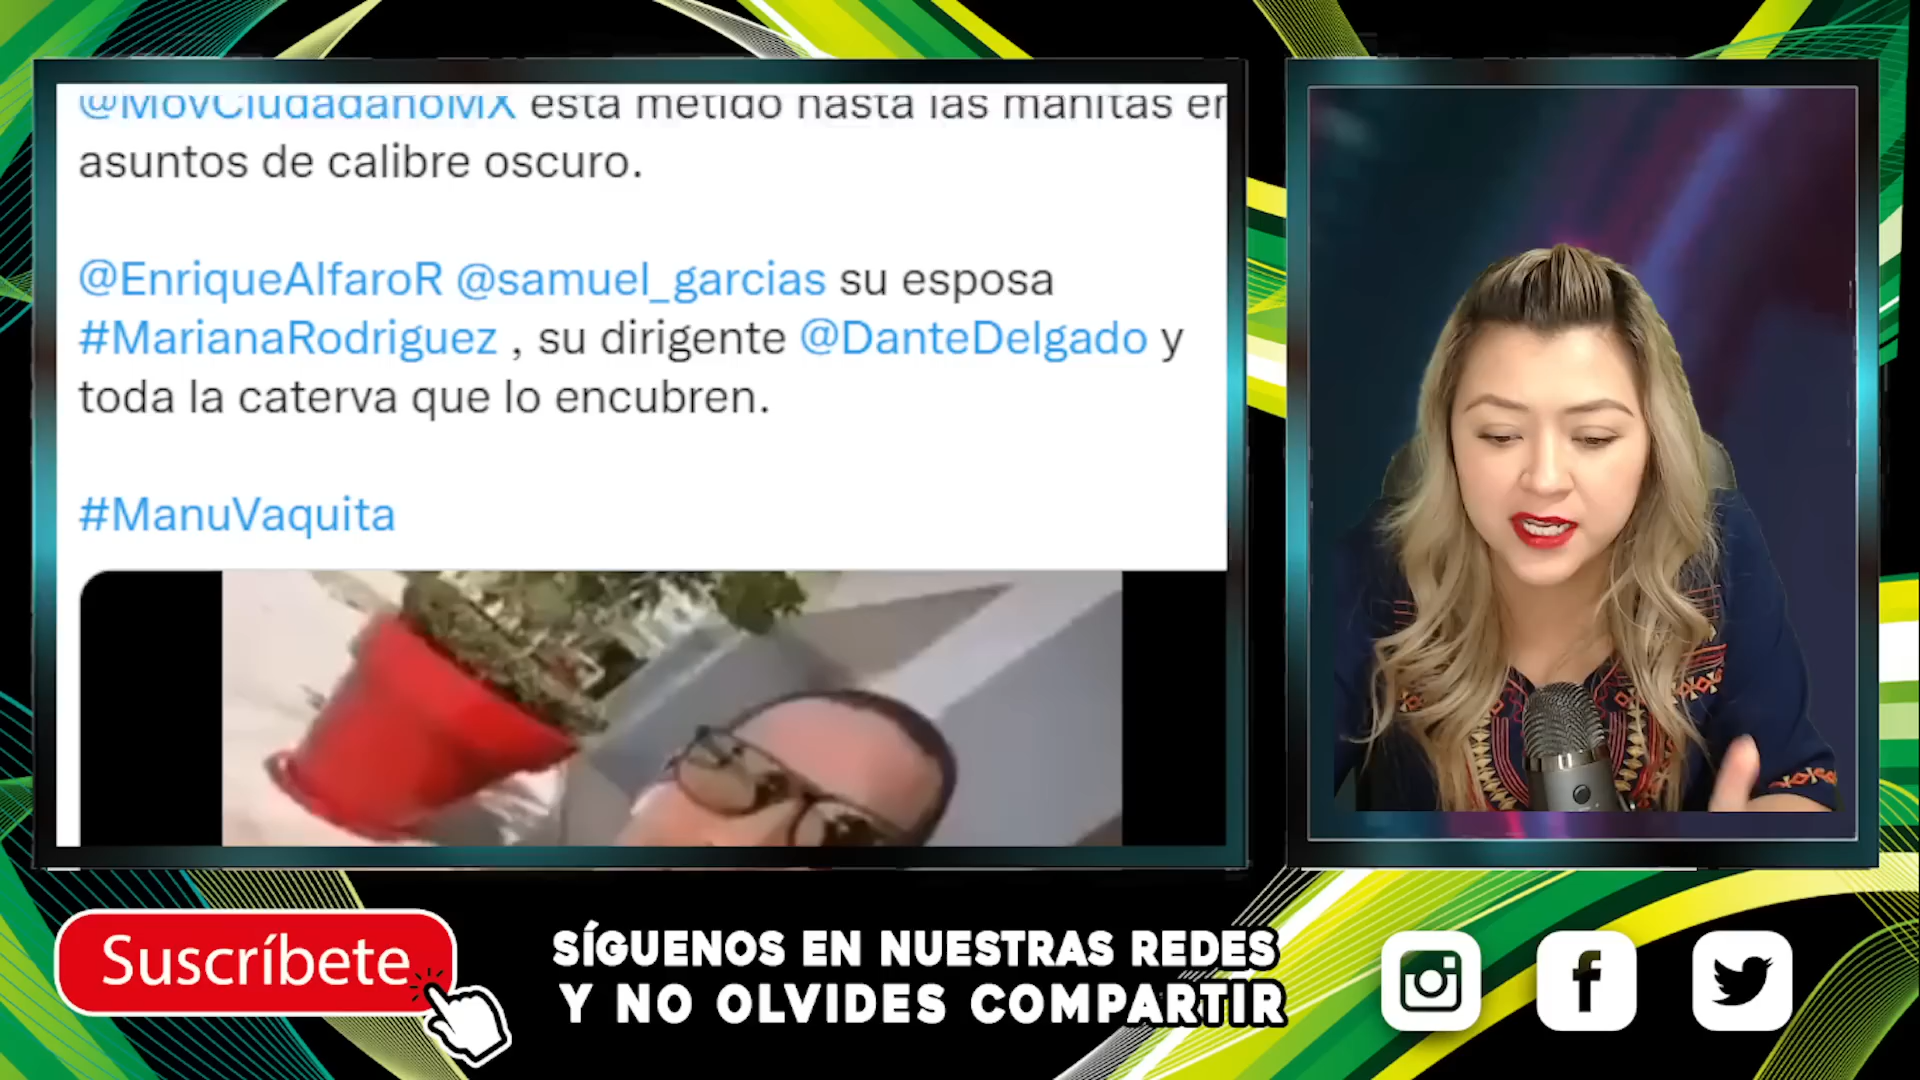 @MovCiudadanoMX esta metido hasta las manitas en
asuntos de calibre oscuro.
@EnriqueAlfaroR @samuel_garcias su esposa
#MarianaRodriguez , su dirigente @DanteDelgado y
toda la caterva que lo encubren.
#ManuVaquita
Suscríbete
SÍGUENOS EN NUESTRAS REDES
Y NO OLVIDES COMPARTIR